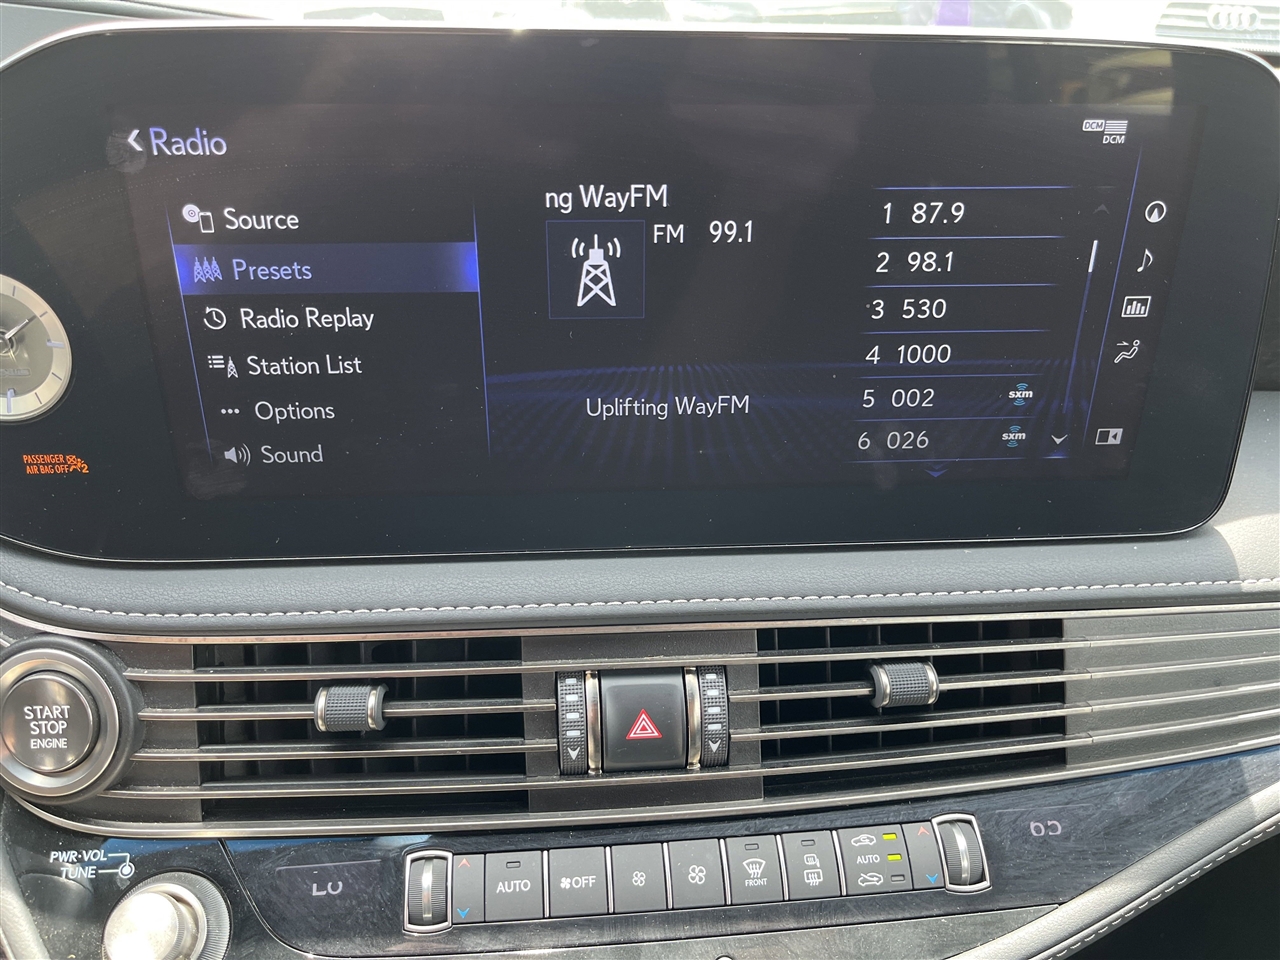 Radio
DCM
DCM
Source
Presets
Radio Replay
Station List
Options
Sound
ng WayFM
FM 99.1
Uplifting WayFM
1 87.9
2 98.1
3 530
4 1000
5 002 sxm
6 026 sxm
PASSENGER
AIR BAG OFF 2
START
STOP
ENGINE
PWR·VOL
TUNE
LO
AUTO
OFF
FRONT
AUTO